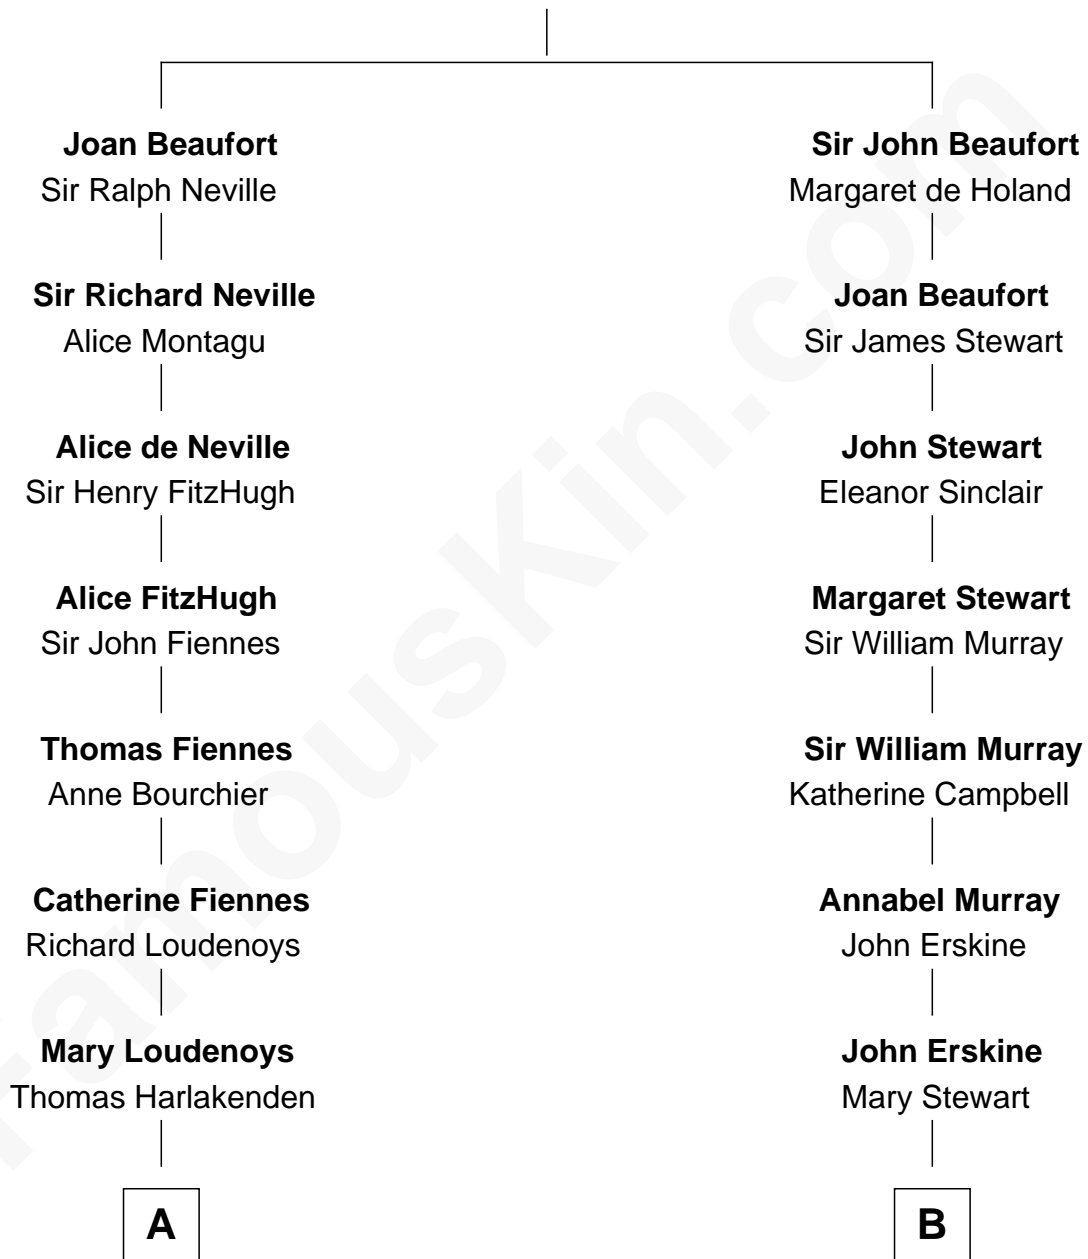 Joan Beaufort
Sir Ralph Neville
Sir Richard Neville
Alice Montagu
Alice de Neville
Sir Henry FitzHugh
Alice FitzHugh
Sir John Fiennes
Thomas Fiennes
Anne Bourchier
Catherine Fiennes
Richard Loudenoys
Mary Loudenoys
Thomas Harlakenden
A
Sir John Beaufort
Margaret de Holand
Joan Beaufort
Sir James Stewart
John Stewart
Eleanor Sinclair
Margaret Stewart
Sir William Murray
Sir William Murray
Katherine Campbell
Annabel Murray
John Erskine
John Erskine
Mary Stewart
B
FamousKin.com